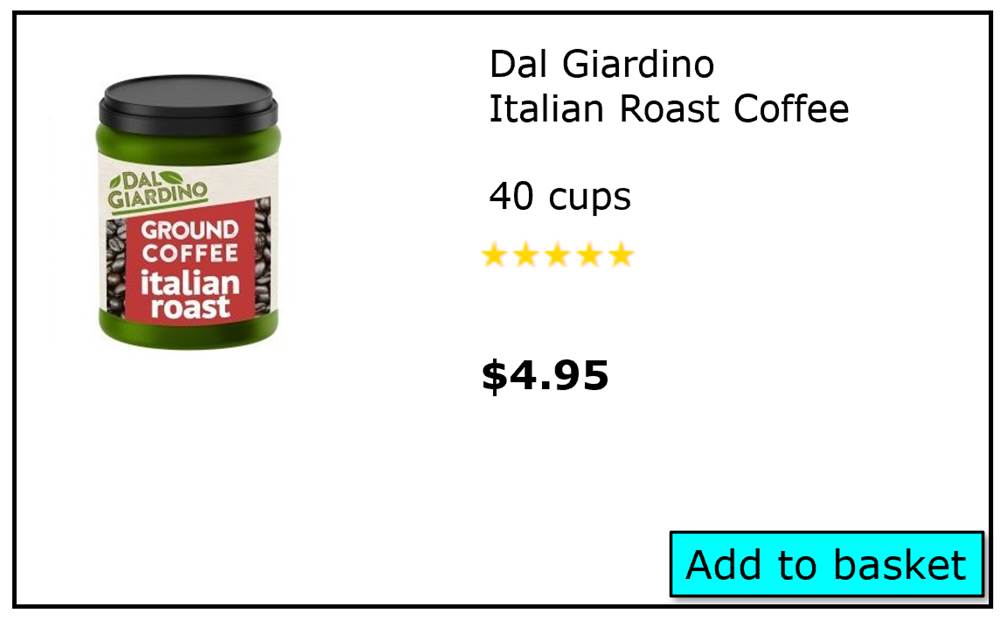 DAL
GIARDINO
GROUND
COFFEE
italian
roast
Dal Giardino
Italian Roast Coffee
40 cups
$4.95
Add to basket